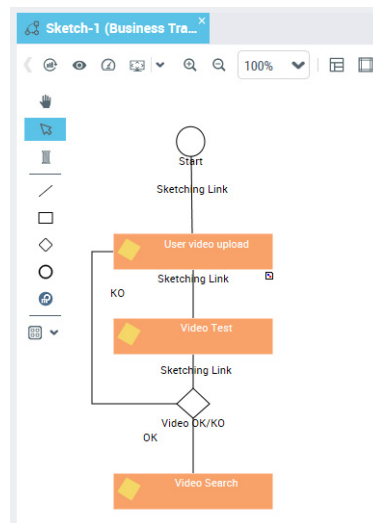 Sketch-1 (Business Tra...
100%
Start
Sketching Link
User video upload
Sketching Link
KO
Video Test
Sketching Link
Video OK/KO
OK
Video Search